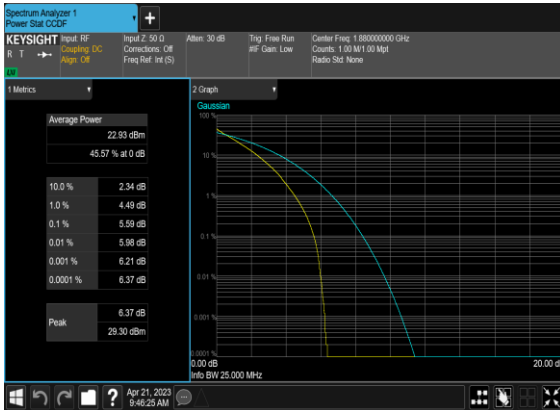 Spectrum Analyzer 1
Power Stat CCDF
KEYSIGHT
R T
Input: RF
Coupling: DC
Align: Off
Input Z: 50 Ω
Corrections: Off
Freq Ref: Int (S)
Atten: 30 dB
Trig: Free Run
#IF Gain: Low
Center Freq: 1.880000000 GHz
Counts: 1.00 M/1.00 Mpt
Radio Std: None
1 Metrics
Average Power
22.93 dBm
45.57 % at 0 dB
10.0 % 2.34 dB
1.0 % 4.49 dB
0.1 % 5.59 dB
0.01 % 5.98 dB
0.001 % 6.21 dB
0.0001 % 6.37 dB
Peak
6.37 dB
29.30 dBm
2 Graph
Gaussian
100 %
10 %
1 %
0.1 %
0.01 %
0.001 %
0.0001 %
0.00 dB
20.00 d
Info BW 25.000 MHz
Apr 21, 2023
9:46:25 AM